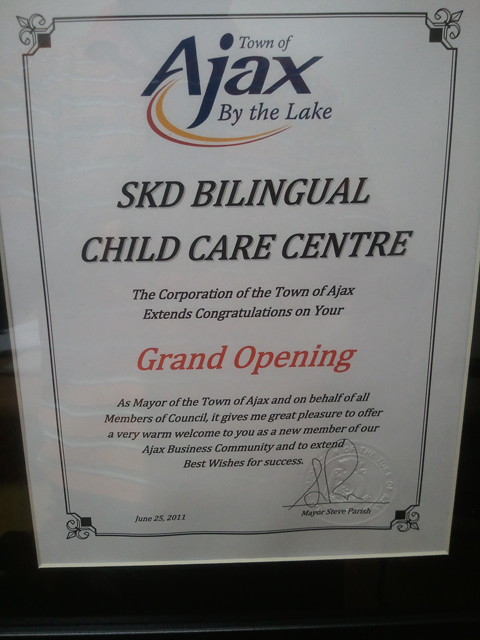 Town of
Ajax
By the Lake
SKD BILINGUAL
CHILD CARE CENTRE
The Corporation of the Town of Ajax
Extends Congratulations on Your
Grand Opening
As Mayor of the Town of Ajax and on behalf of all
Members of Council, it gives me great pleasure to offer
a very warm welcome to you as a new member of our
Ajax Business Community and to extend
Best Wishes for success.
June 25, 2011
Mayor Steve Parish